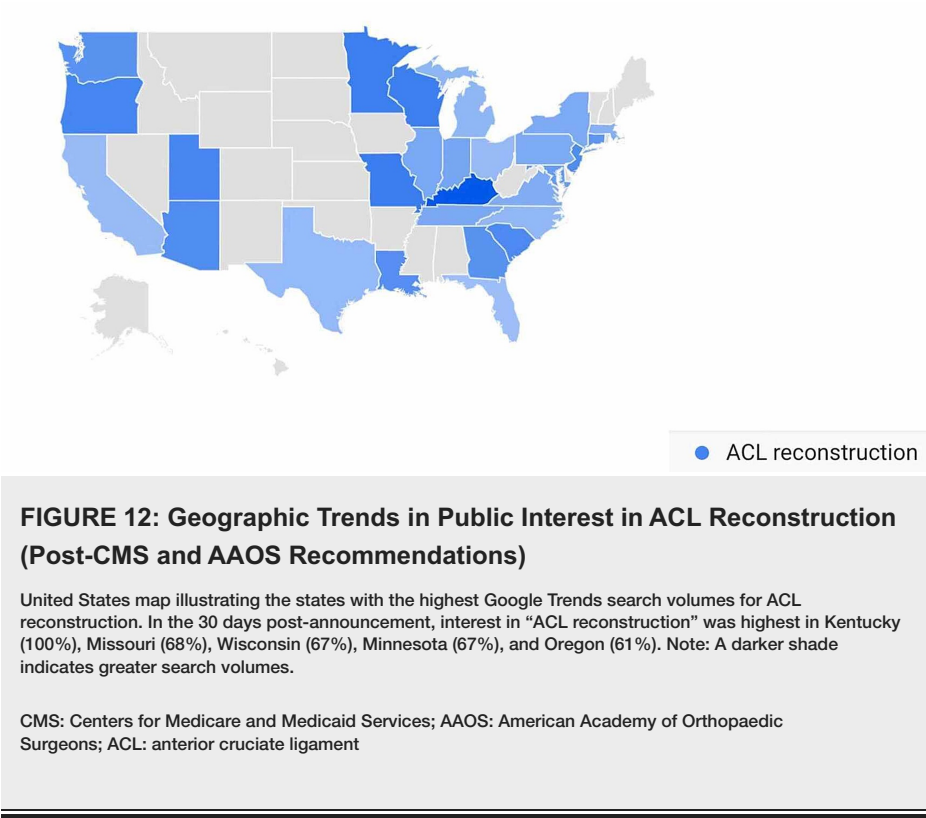 ACL reconstruction
FIGURE 12: Geographic Trends in Public Interest in ACL Reconstruction
(Post-CMS and AAOS Recommendations)
United States map illustrating the states with the highest Google Trends search volumes for ACL
reconstruction. In the 30 days post-announcement, interest in “ACL reconstruction” was highest in Kentucky
(100%), Missouri (68%), Wisconsin (67%), Minnesota (67%), and Oregon (61%). Note: A darker shade
indicates greater search volumes.
CMS: Centers for Medicare and Medicaid Services; AAOS: American Academy of Orthopaedic
Surgeons; ACL: anterior cruciate ligament